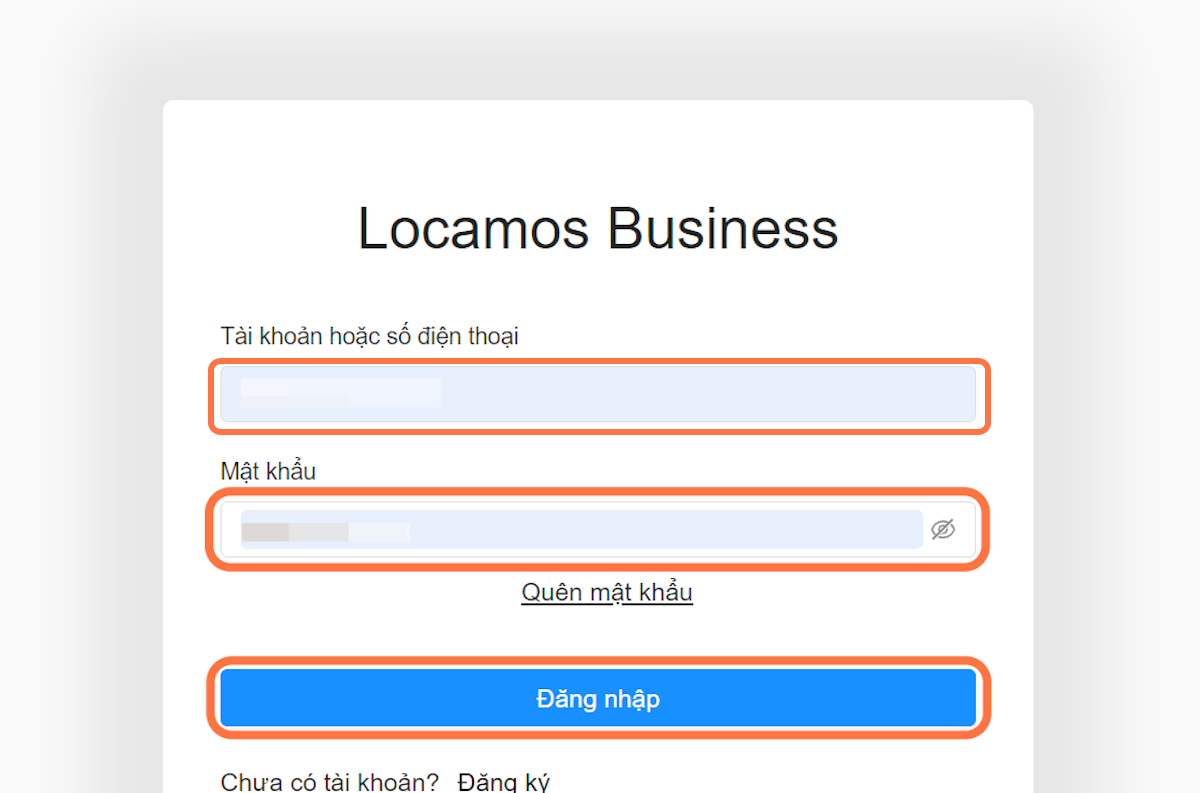 Locamos Business
Tài khoản hoặc số điện thoại
Mật khẩu
Quên mật khẩu
Đăng nhập
Chưa có tài khoản? Đăng ký